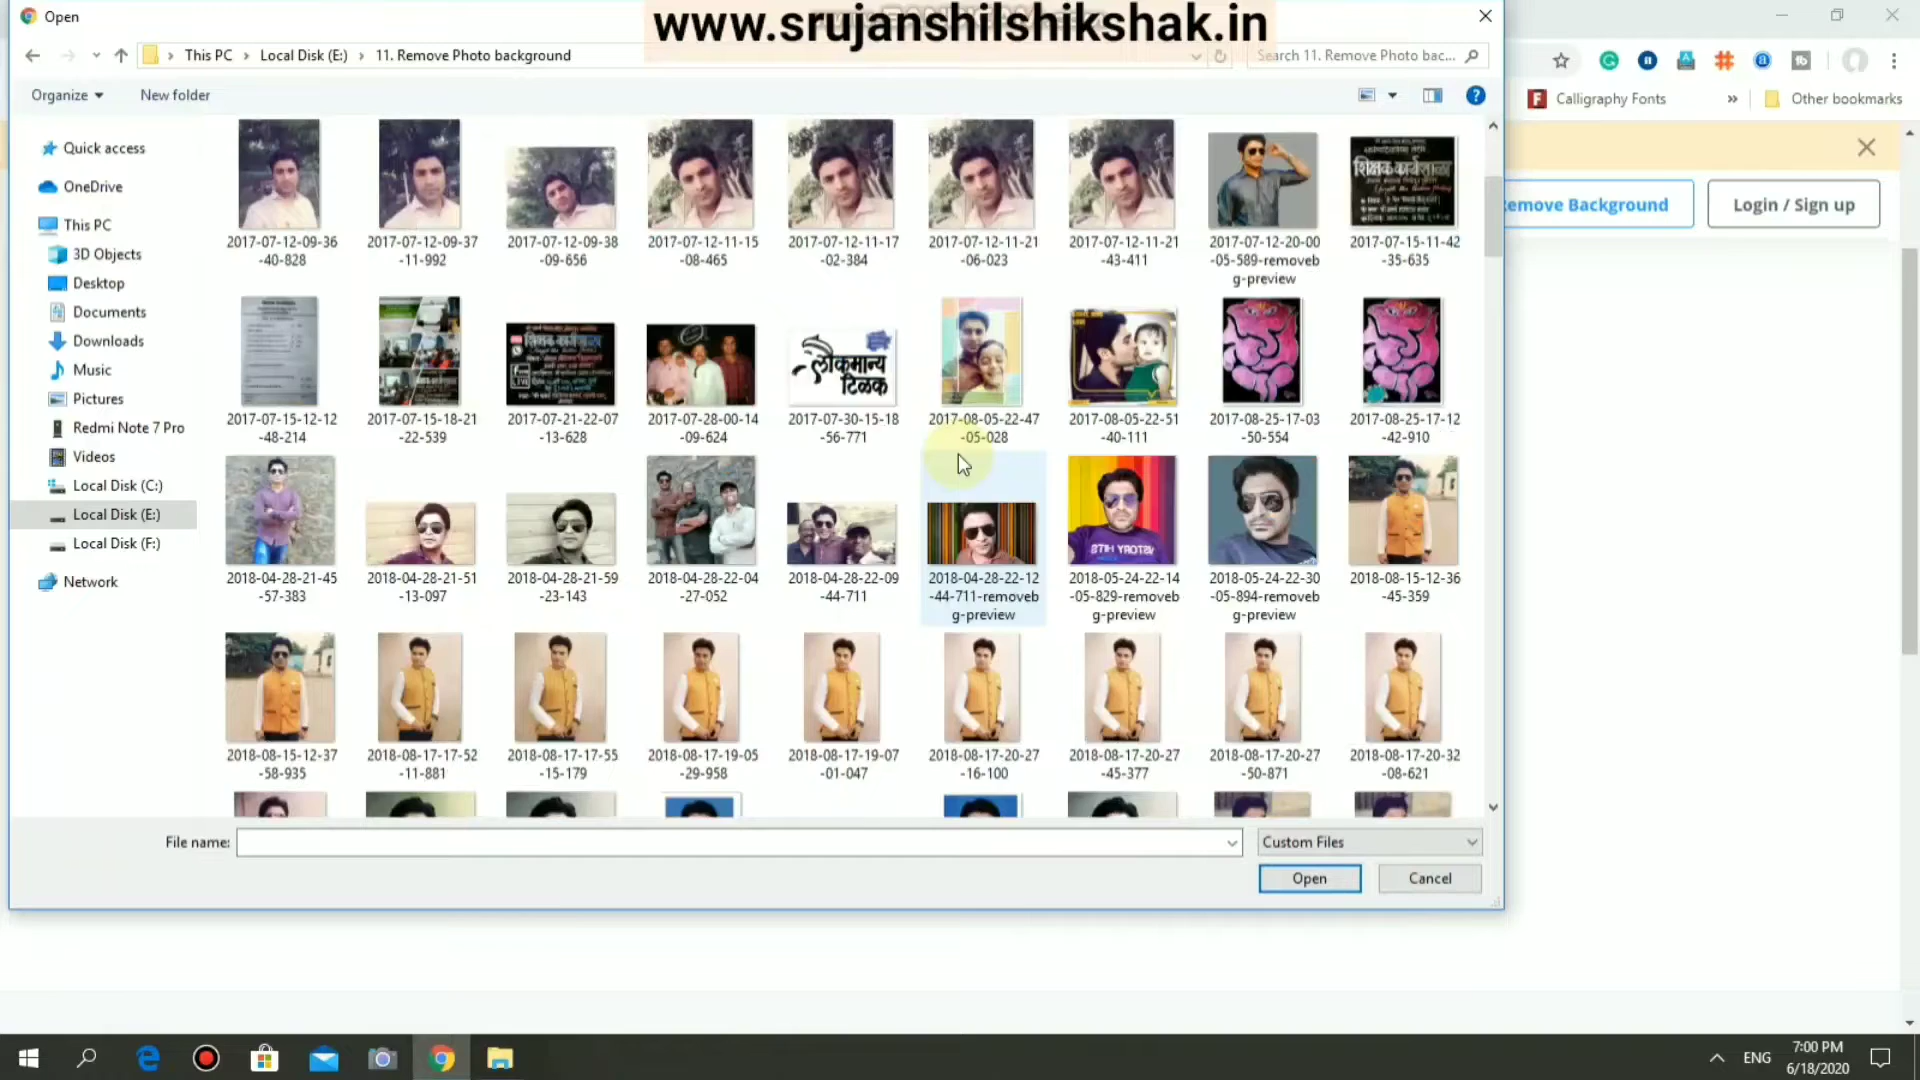 Open
www.srujanshilshikshak.in
This PC
Local Disk (E:)
11. Remove Photo background
Search 11. Remove Photo bac...
Organize
New folder
Calligraphy Fonts
»
Other bookmarks
Quick access
OneDrive
This PC
3D Objects
Desktop
Documents
Downloads
Music
Pictures
Redmi Note 7 Pro
Videos
Local Disk (C:)
Local Disk (E:)
Local Disk (F:)
Network
emove Background
Login / Sign up
शिक्षक कार्यशाळा
2017-07-12-09-36
-40-828
2017-07-12-09-37
-11-992
2017-07-12-09-38
-09-656
2017-07-12-11-15
-08-465
2017-07-12-11-17
-02-384
2017-07-12-11-21
-06-023
2017-07-12-11-21
-43-411
2017-07-12-20-00
-05-589-removeb
g-preview
2017-07-15-11-42
-35-635
लोकमान्य
टिळक
2017-07-15-12-12
-48-214
2017-07-15-18-21
-22-539
2017-07-21-22-07
-13-628
2017-07-28-00-14
-09-624
2017-07-30-15-18
-56-771
2017-08-05-22-47
-05-028
2017-08-05-22-51
-40-111
2017-08-25-17-03
-50-554
2017-08-25-17-12
-42-910
2018-04-28-21-45
-57-383
2018-04-28-21-51
-13-097
2018-04-28-21-59
-23-143
2018-04-28-22-04
-27-052
2018-04-28-22-09
-44-711
2018-04-28-22-12
-44-711-removeb
g-preview
2018-05-24-22-14
-05-829-removeb
g-preview
2018-05-24-22-30
-05-894-removeb
g-preview
2018-08-15-12-36
-45-359
2018-08-15-12-37
-58-935
2018-08-17-17-52
-11-881
2018-08-17-17-55
-15-179
2018-08-17-19-05
-29-958
2018-08-17-19-07
-01-047
2018-08-17-20-27
-16-100
2018-08-17-20-27
-45-377
2018-08-17-20-27
-50-871
2018-08-17-20-32
-08-621
File name:
Custom Files
Open
Cancel
ENG
7:00 PM
6/18/2020